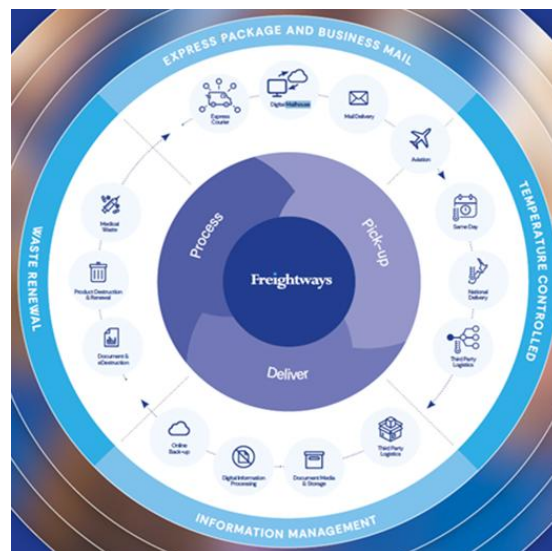 EXPRESS PACKAGE AND BUSINESS MAIL
Express
Courier
Digital Mailhouse
Mail Delivery
Aviation
TEMPERATURE CONTROLLED
Same Day
National
Delivery
Third Party
Logistics
INFORMATION MANAGEMENT
Third Party
Logistics
Document Media
& Storage
Digital Information
Processing
Online
Back-up
WASTE RENEWAL
Document &
eDestruction
Product Destruction
& Renewal
Medical
Waste
Process
Pick-up
Deliver
Freightways